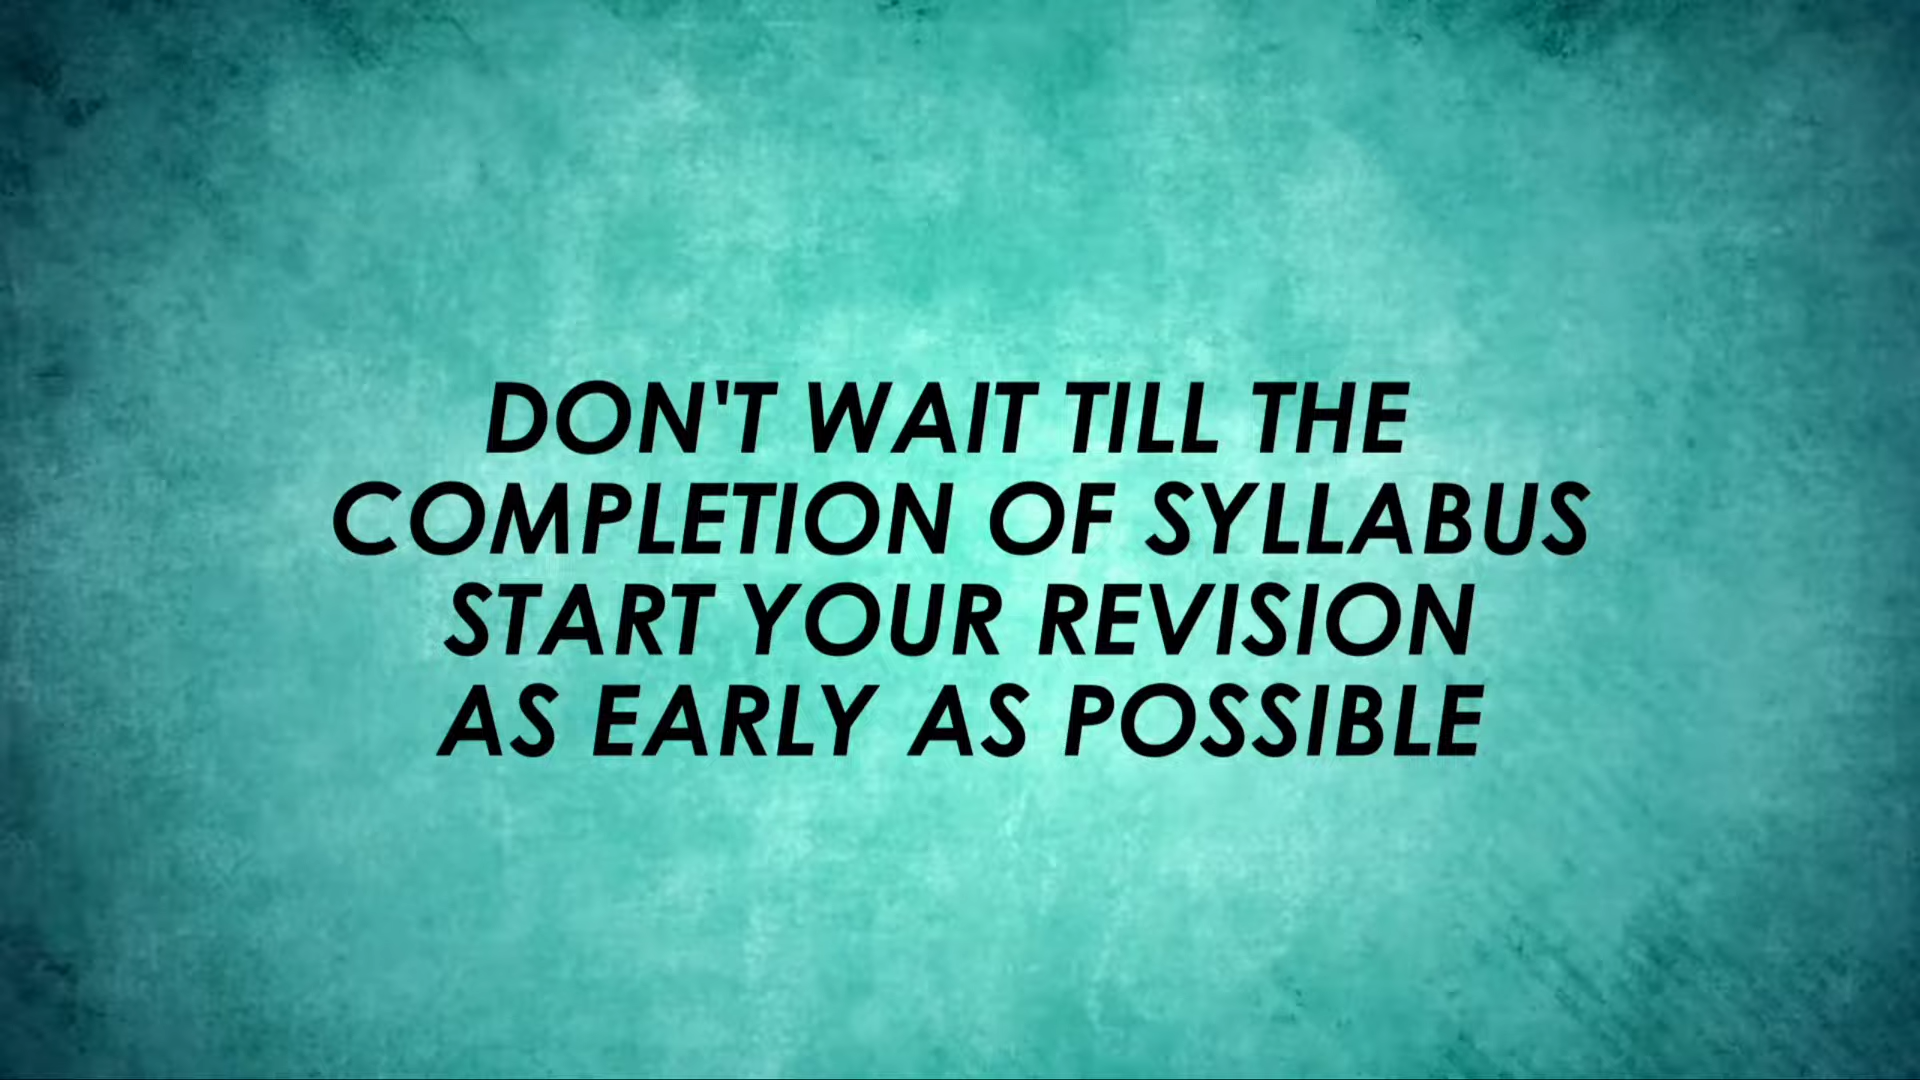 DON'T WAIT TILL THE
COMPLETION OF SYLLABUS
START YOUR REVISION
AS EARLY AS POSSIBLE